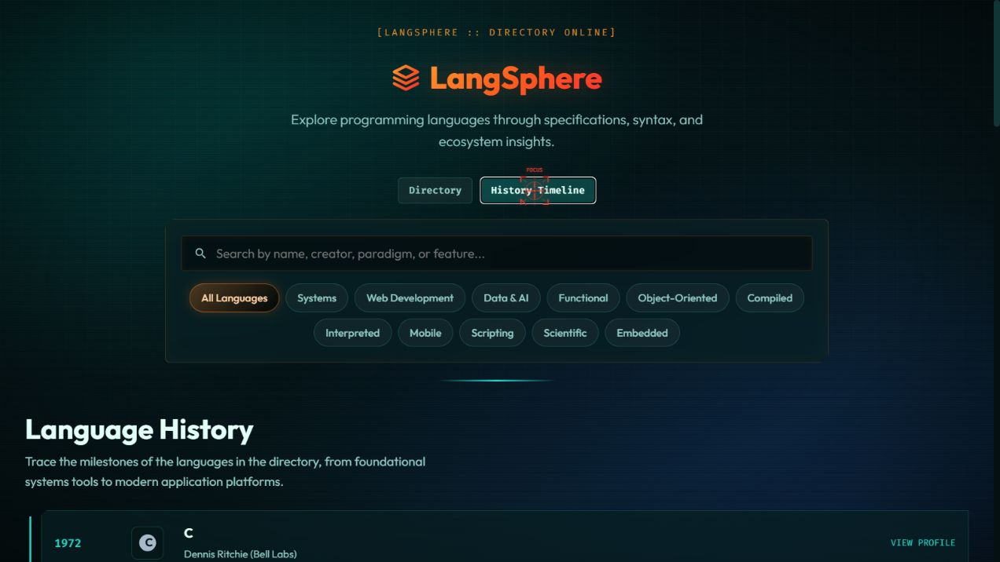 [LANGSPHERE :: DIRECTORY ONLINE]
LangSphere
Explore programming languages through specifications, syntax, and
ecosystem insights.
FOCUS
Directory
History Timeline
Search by name, creator, paradigm, or feature...
All Languages
Systems
Web Development
Data & AI
Functional
Object-Oriented
Compiled
Interpreted
Mobile
Scripting
Scientific
Embedded
Language History
Trace the milestones of the languages in the directory, from foundational
systems tools to modern application platforms.
1972
C
C
Dennis Ritchie (Bell Labs)
VIEW PROFILE